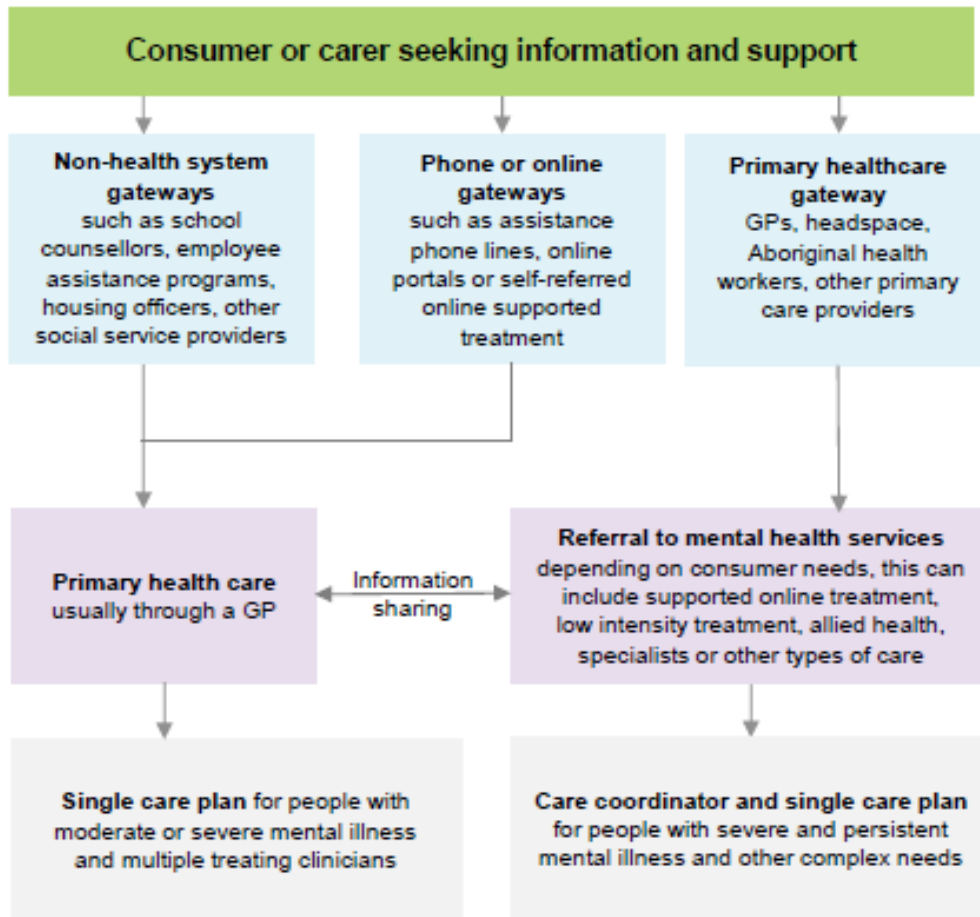 Consumer or carer seeking information and support
Non-health system
gateways
such as school
counsellors, employee
assistance programs,
housing officers, other
social service providers
Phone or online
gateways
such as assistance
phone lines, online
portals or self-referred
online supported
treatment
Primary healthcare
gateway
GPs, headspace,
Aboriginal health
workers, other primary
care providers
Primary health care
usually through a GP
Information
sharing
Referral to mental health services
depending on consumer needs, this can
include supported online treatment,
low intensity treatment, allied health,
specialists or other types of care
Single care plan for people with
moderate or severe mental illness
and multiple treating clinicians
Care coordinator and single care plan
for people with severe and persistent
mental illness and other complex needs